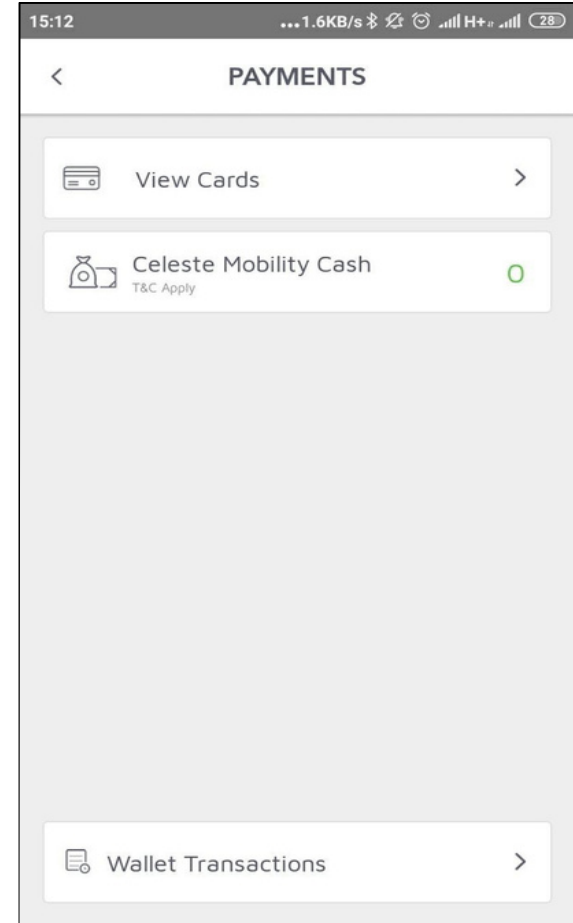 15:12 ...1.6KB/s H+ 28
PAYMENTS
View Cards
Celeste Mobility Cash
T&C Apply
0
Wallet Transactions